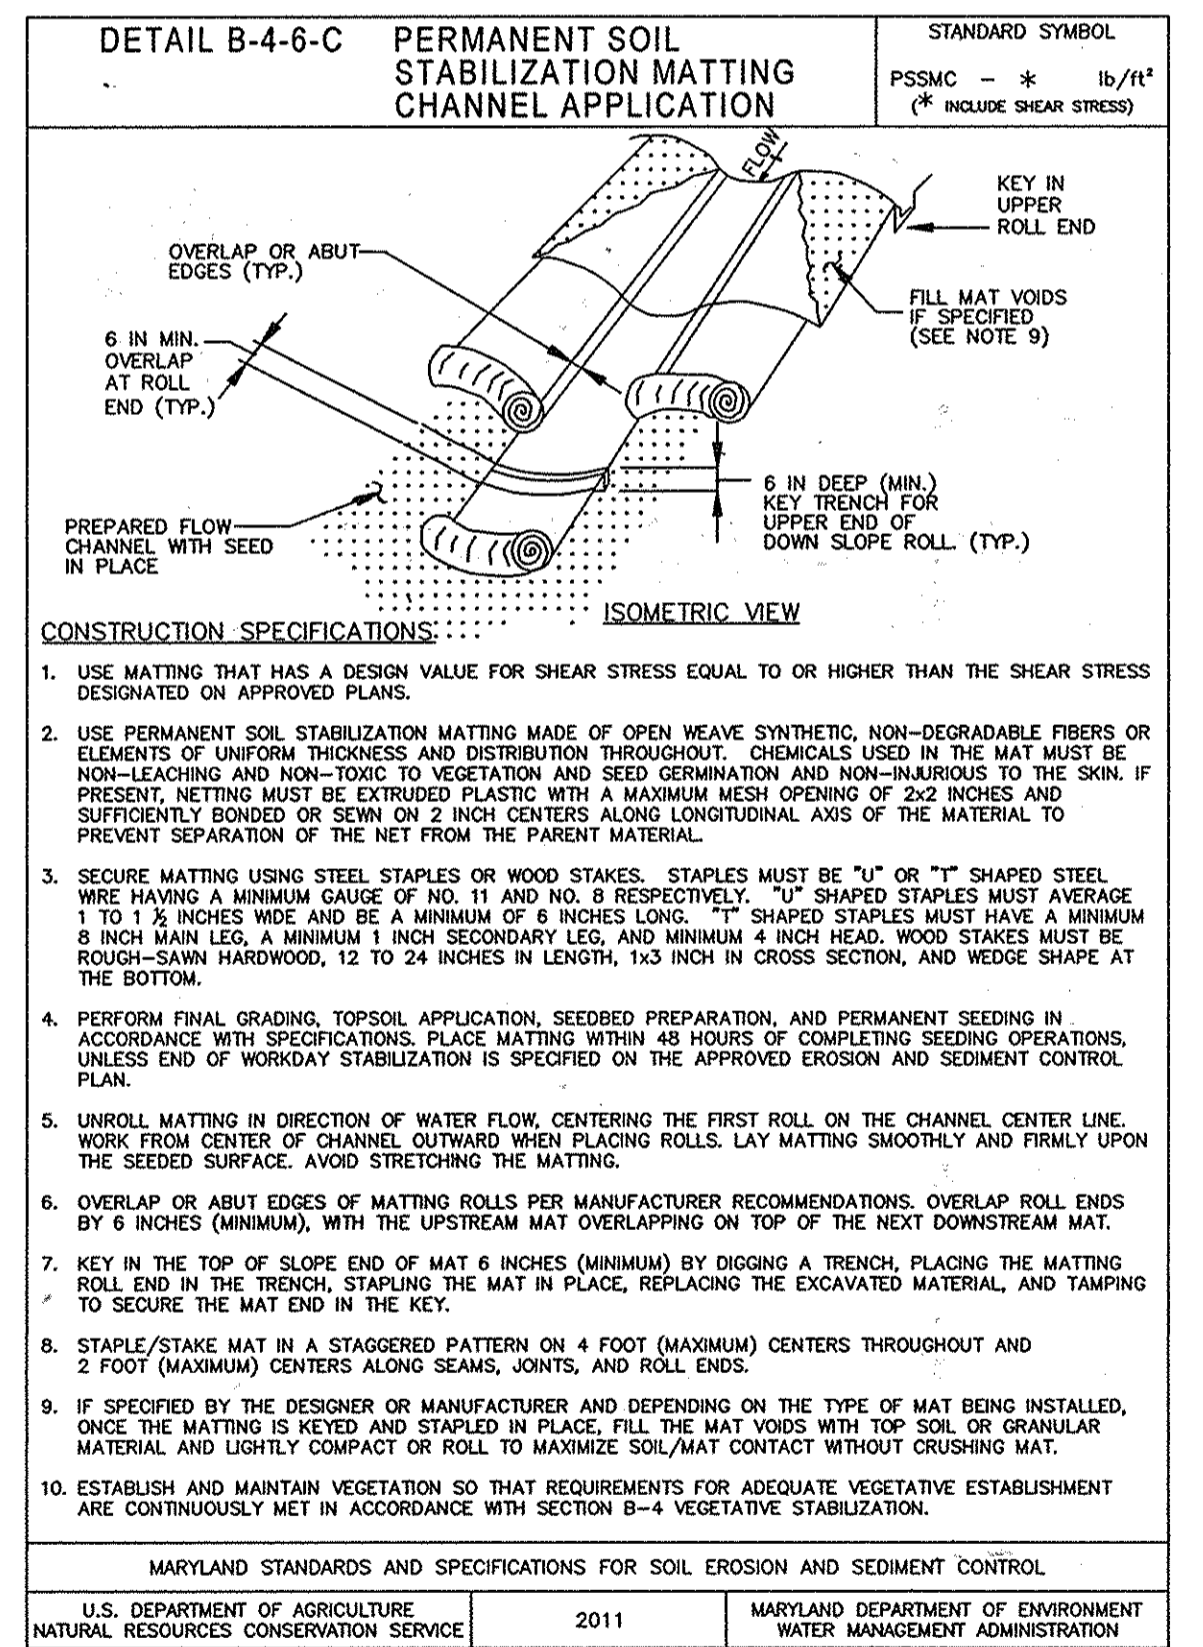 DETAIL B-4-6-C PERMANENT SOIL
STABILIZATION MATTING
CHANNEL APPLICATION
STANDARD SYMBOL
PSSMC - * lb/ft²
(* INCLUDE SHEAR STRESS)
FLOW
KEY IN
UPPER
ROLL END
OVERLAP OR ABUT
EDGES (TYP.)
FILL MAT VOIDS
IF SPECIFIED
(SEE NOTE 9)
6 IN MIN.
OVERLAP
AT ROLL
END (TYP.)
6 IN DEEP (MIN.)
KEY TRENCH FOR
UPPER END OF
DOWN SLOPE ROLL. (TYP.)
PREPARED FLOW
CHANNEL WITH SEED
IN PLACE
ISOMETRIC VIEW
CONSTRUCTION SPECIFICATIONS:
1. USE MATTING THAT HAS A DESIGN VALUE FOR SHEAR STRESS EQUAL TO OR HIGHER THAN THE SHEAR STRESS
DESIGNATED ON APPROVED PLANS.
2. USE PERMANENT SOIL STABILIZATION MATTING MADE OF OPEN WEAVE SYNTHETIC, NON-DEGRADABLE FIBERS OR
ELEMENTS OF UNIFORM THICKNESS AND DISTRIBUTION THROUGHOUT. CHEMICALS USED IN THE MAT MUST BE
NON-LEACHING AND NON-TOXIC TO VEGETATION AND SEED GERMINATION AND NON-INJURIOUS TO THE SKIN. IF
PRESENT, NETTING MUST BE EXTRUDED PLASTIC WITH A MAXIMUM MESH OPENING OF 2x2 INCHES AND
SUFFICIENTLY BONDED OR SEWN ON 2 INCH CENTERS ALONG LONGITUDINAL AXIS OF THE MATERIAL TO
PREVENT SEPARATION OF THE NET FROM THE PARENT MATERIAL.
3. SECURE MATTING USING STEEL STAPLES OR WOOD STAKES. STAPLES MUST BE "U" OR "T" SHAPED STEEL
WIRE HAVING A MINIMUM GAUGE OF NO. 11 AND NO. 8 RESPECTIVELY. "U" SHAPED STAPLES MUST AVERAGE
1 TO 1 ½ INCHES WIDE AND BE A MINIMUM OF 6 INCHES LONG. "T" SHAPED STAPLES MUST HAVE A MINIMUM
8 INCH MAIN LEG, A MINIMUM 1 INCH SECONDARY LEG, AND MINIMUM 4 INCH HEAD. WOOD STAKES MUST BE
ROUGH-SAWN HARDWOOD, 12 TO 24 INCHES IN LENGTH, 1x3 INCH IN CROSS SECTION, AND WEDGE SHAPE AT
THE BOTTOM.
4. PERFORM FINAL GRADING, TOPSOIL APPLICATION, SEEDBED PREPARATION, AND PERMANENT SEEDING IN
ACCORDANCE WITH SPECIFICATIONS. PLACE MATTING WITHIN 48 HOURS OF COMPLETING SEEDING OPERATIONS,
UNLESS END OF WORKDAY STABILIZATION IS SPECIFIED ON THE APPROVED EROSION AND SEDIMENT CONTROL
PLAN.
5. UNROLL MATTING IN DIRECTION OF WATER FLOW, CENTERING THE FIRST ROLL ON THE CHANNEL CENTER LINE.
WORK FROM CENTER OF CHANNEL OUTWARD WHEN PLACING ROLLS. LAY MATTING SMOOTHLY AND FIRMLY UPON
THE SEEDED SURFACE. AVOID STRETCHING THE MATTING.
6. OVERLAP OR ABUT EDGES OF MATTING ROLLS PER MANUFACTURER RECOMMENDATIONS. OVERLAP ROLL ENDS
BY 6 INCHES (MINIMUM), WITH THE UPSTREAM MAT OVERLAPPING ON TOP OF THE NEXT DOWNSTREAM MAT.
7. KEY IN THE TOP OF SLOPE END OF MAT 6 INCHES (MINIMUM) BY DIGGING A TRENCH, PLACING THE MATTING
ROLL END IN THE TRENCH, STAPLING THE MAT IN PLACE, REPLACING THE EXCAVATED MATERIAL, AND TAMPING
TO SECURE THE MAT END IN THE KEY.
8. STAPLE/STAKE MAT IN A STAGGERED PATTERN ON 4 FOOT (MAXIMUM) CENTERS THROUGHOUT AND
2 FOOT (MAXIMUM) CENTERS ALONG SEAMS, JOINTS, AND ROLL ENDS.
9. IF SPECIFIED BY THE DESIGNER OR MANUFACTURER AND DEPENDING ON THE TYPE OF MAT BEING INSTALLED,
ONCE THE MATTING IS KEYED AND STAPLED IN PLACE, FILL THE MAT VOIDS WITH TOP SOIL OR GRANULAR
MATERIAL AND LIGHTLY COMPACT OR ROLL TO MAXIMIZE SOIL/MAT CONTACT WITHOUT CRUSHING MAT.
10. ESTABLISH AND MAINTAIN VEGETATION SO THAT REQUIREMENTS FOR ADEQUATE VEGETATIVE ESTABLISHMENT
ARE CONTINUOUSLY MET IN ACCORDANCE WITH SECTION B-4 VEGETATIVE STABILIZATION.
MARYLAND STANDARDS AND SPECIFICATIONS FOR SOIL EROSION AND SEDIMENT CONTROL
U.S. DEPARTMENT OF AGRICULTURE
NATURAL RESOURCES CONSERVATION SERVICE
2011
MARYLAND DEPARTMENT OF ENVIRONMENT
WATER MANAGEMENT ADMINISTRATION